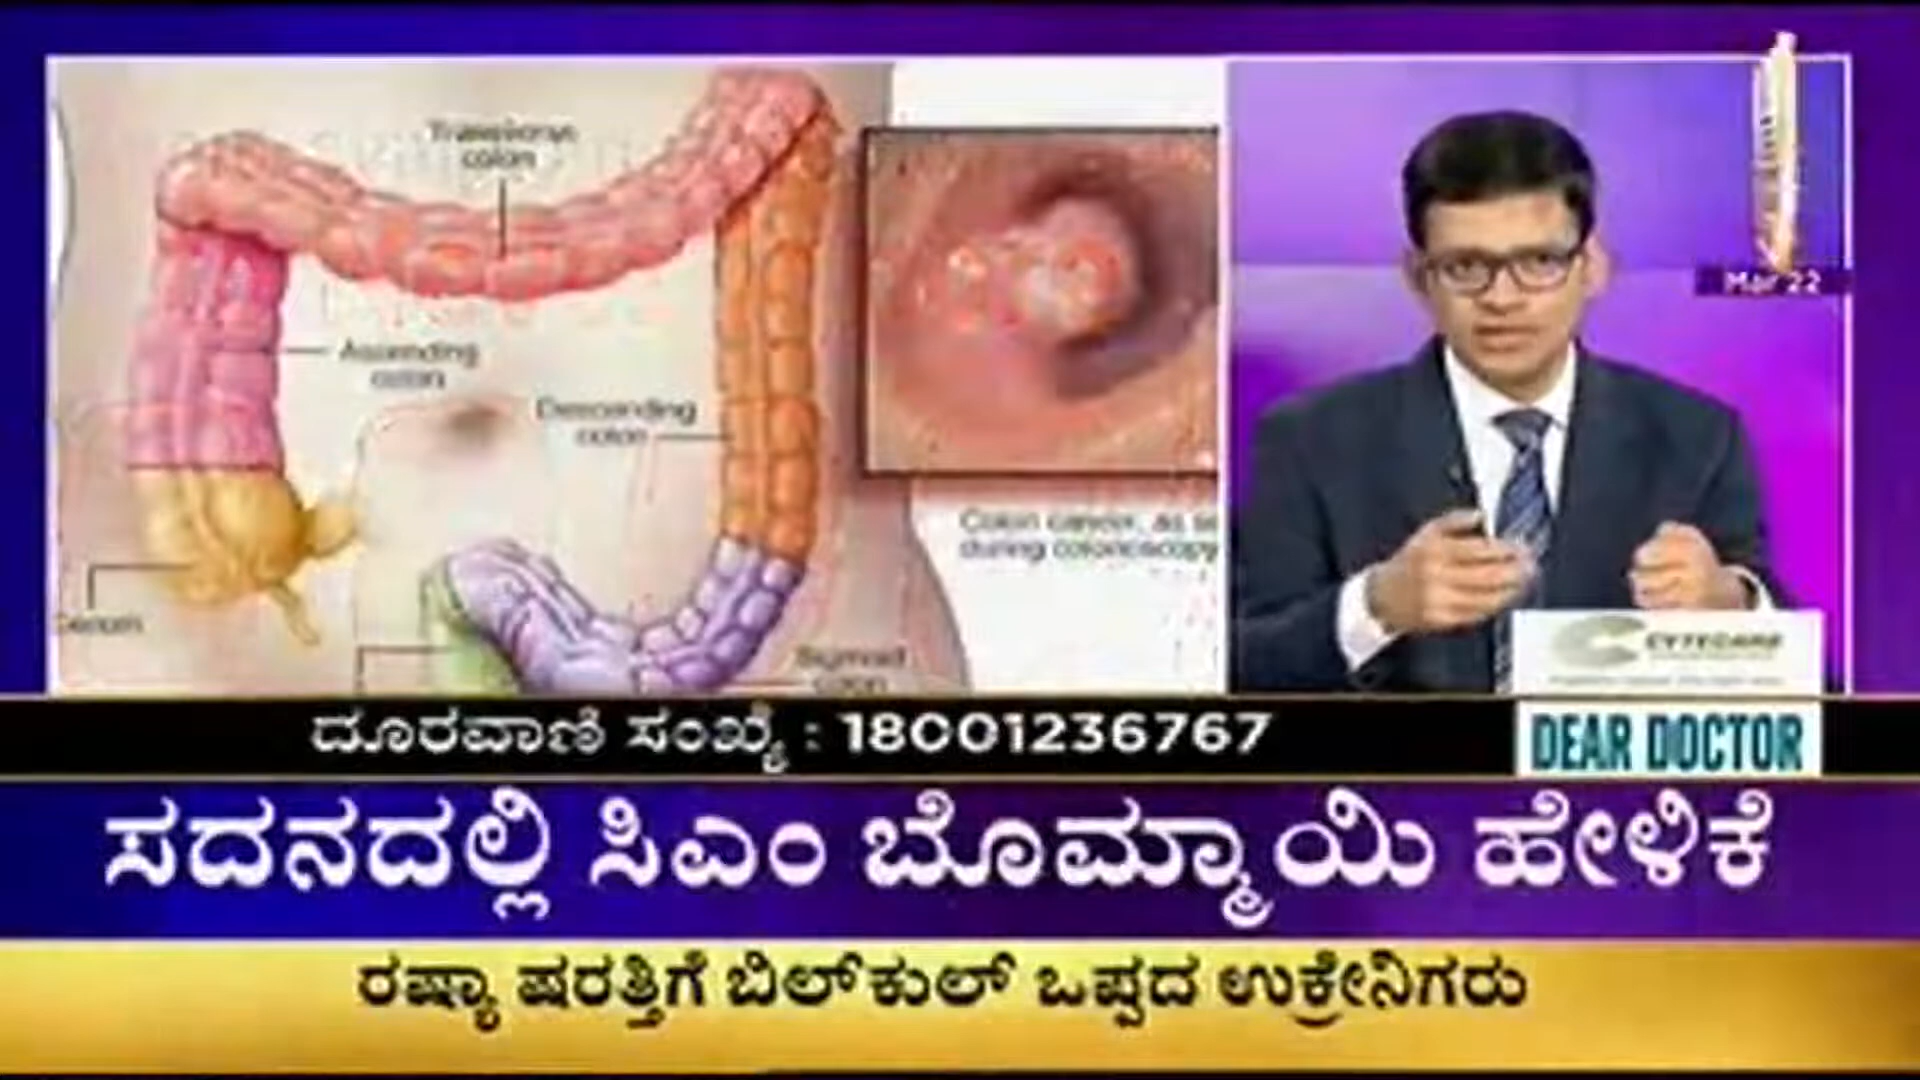 Transverse
colon
Ascending
colon
Descending
colon
Colon cancer, as se
during colonoscopy
Sigmoid
colon
Mar 22
CYTECARE
ದೂರವಾಣಿ ಸಂಖ್ಯೆ : 18001236767
DEAR DOCTOR
ಸದನದಲ್ಲಿ ಸಿಎಂ ಬೊಮ್ಮಾಯಿ ಹೇಳಿಕೆ
ರಷ್ಯಾ ಷರತ್ತಿಗೆ ಬಿಲ್‌ಕುಲ್ ಒಪ್ಪದ ಉಕ್ರೇನಿಗರು